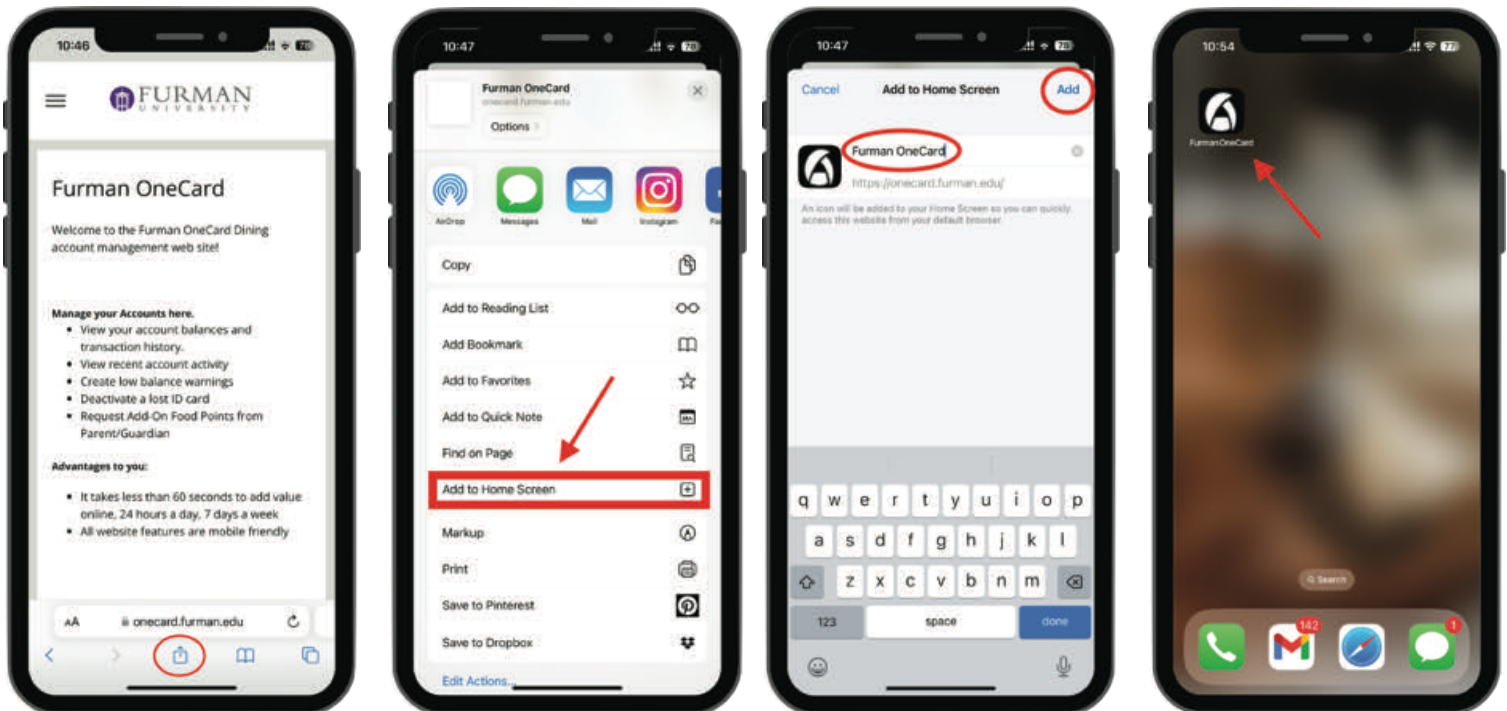 10:46
78
FURMAN
UNIVERSITY
Furman OneCard
Welcome to the Furman OneCard Dining
account management web site!
Manage your Accounts here.
View your account balances and
transaction history.
View recent account activity
Create low balance warnings
Deactivate a lost ID card
Request Add-On Food Points from
Parent/Guardian
Advantages to you:
It takes less than 60 seconds to add value
online, 24 hours a day, 7 days a week
All website features are mobile friendly
AA
onecard.furman.edu
10:47
78
Furman OneCard
onecard.furman.edu
Options
AirDrop
Messages
Mail
Instagram
Copy
Add to Reading List
Add Bookmark
Add to Favorites
Add to Quick Note
Find on Page
Add to Home Screen
Markup
Print
Save to Pinterest
Save to Dropbox
Edit Actions...
10:47
78
Cancel Add to Home Screen Add
Furman OneCard
https://onecard.furman.edu/
An icon will be added to your Home Screen so you can quickly
access this website from your default browser.
q w e r t y u i o p
a s d f g h j k l
z x c v b n m
123 space done
10:54
77
Furman OneCard
Search
142
1